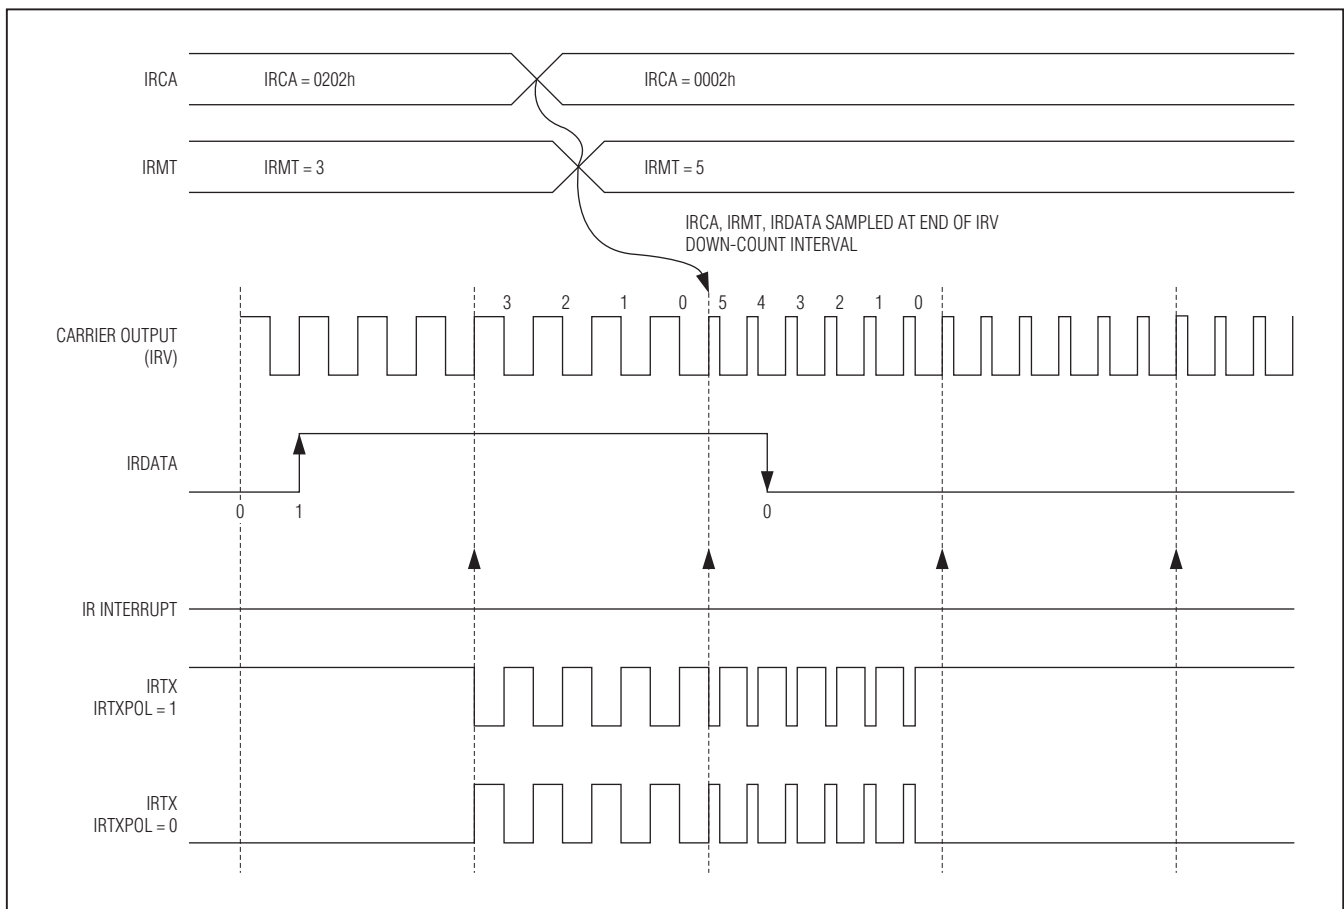 IRCA
IRCA = 0202h
IRCA = 0002h
IRMT
IRMT = 3
IRMT = 5
IRCA, IRMT, IRDATA SAMPLED AT END OF IRV
DOWN-COUNT INTERVAL
3 2 1 0 5 4 3 2 1 0
CARRIER OUTPUT
(IRV)
IRDATA
0 1 0
IR INTERRUPT
IRTX
IRTXPOL = 1
IRTX
IRTXPOL = 0